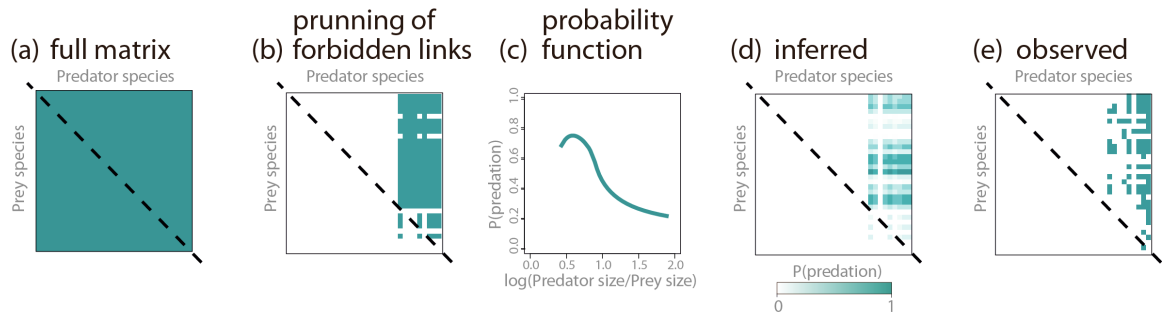 (a) full matrix
Predator species
Prey species
(b) prunning of
forbidden links
Predator species
Prey species
(c) probability
function
P(predation)
1.0
0.8
0.6
0.4
0.2
0.0
0.0 0.5 1.0 1.5 2.0
log(Predator size/Prey size)
(d) inferred
Predator species
Prey species
P(predation)
0 1
(e) observed
Predator species
Prey species